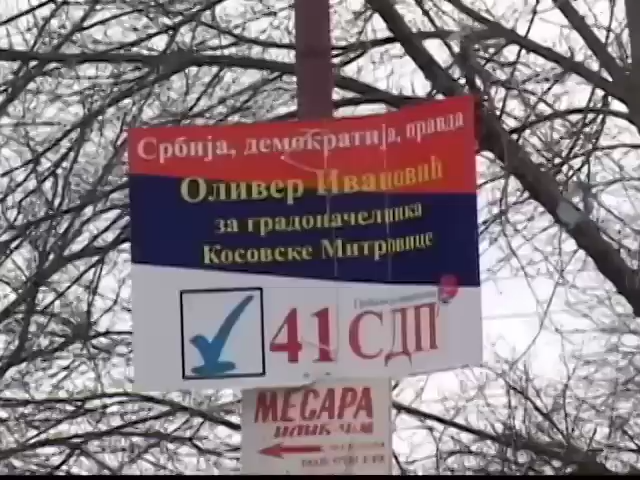 Србија, демократија, правда
Оливер Ивановић
за градоначелника
Косовске Митровице
41 СДП
МЕСАРА